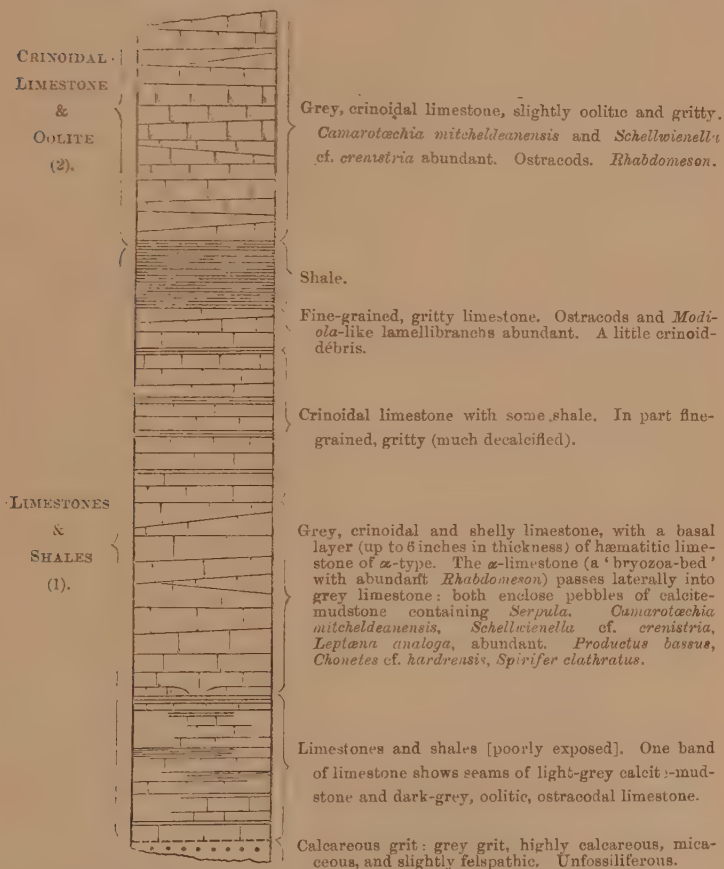 CRINOIDAL
LIMESTONE
&
OOLITE
(2).
Grey, crinoidal limestone, slightly oolitic and gritty.
Camarotœchia mitcheldeanensis and Schellwienella
cf. crenistria abundant. Ostracods. Rhabdomeson.
Shale.
Fine-grained, gritty limestone. Ostracods and Modi-
ola-like lamellibranchs abundant. A little crinoid-
débris.
Crinoidal limestone with some shale. In part fine-
grained, gritty (much decalcified).
LIMESTONES
&
SHALES
(1).
Grey, crinoidal and shelly limestone, with a basal
layer (up to 6 inches in thickness) of hæmatitic lime-
stone of α-type. The α-limestone (a 'bryozoa-bed'
with abundant Rhabdomeson) passes laterally into
grey limestone: both enclose pebbles of calcite-
mudstone containing Serpula. Camarotœchia
mitcheldeanensis, Schellwienella cf. crenistria,
Leptæna analoga, abundant. Productus bassus,
Chonetes cf. hardrensis, Spirifer clathratus.
Limestones and shales [poorly exposed]. One band
of limestone shows seams of light-grey calcite-mud-
stone and dark-grey, oolitic, ostracodal limestone.
Calcareous grit: grey grit, highly calcareous, mica-
ceous, and slightly felspathic. Unfossiliferous.